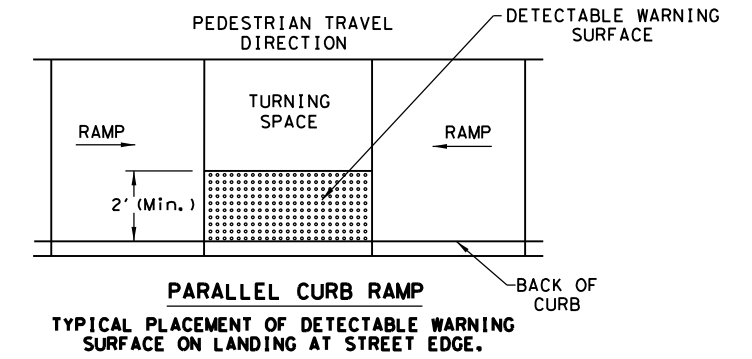 PEDESTRIAN TRAVEL
DIRECTION
DETECTABLE WARNING
SURFACE
TURNING
SPACE
RAMP
RAMP
2' (Min.)
BACK OF
CURB
PARALLEL CURB RAMP
TYPICAL PLACEMENT OF DETECTABLE WARNING
SURFACE ON LANDING AT STREET EDGE.